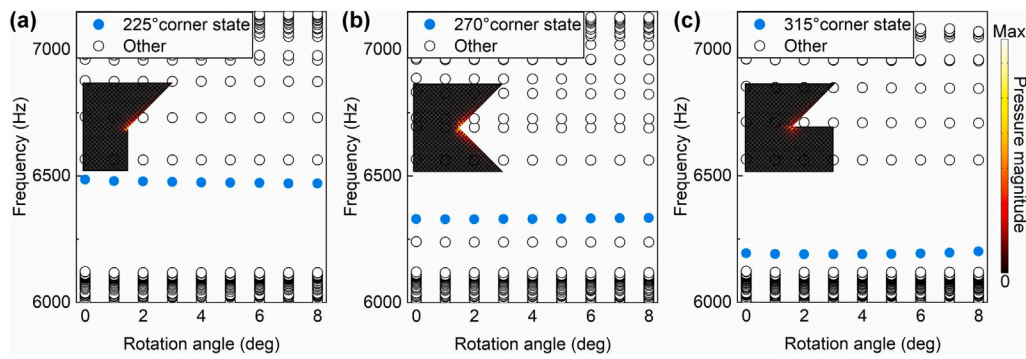 (a)
225°corner state
Other
7000
6500
6000
Frequency (Hz)
0 2 4 6 8
Rotation angle (deg)
(b)
270°corner state
Other
7000
6500
6000
Frequency (Hz)
0 2 4 6 8
Rotation angle (deg)
(c)
315°corner state
Other
7000
6500
6000
Frequency (Hz)
0 2 4 6 8
Rotation angle (deg)
Max
Pressure magnitude
0